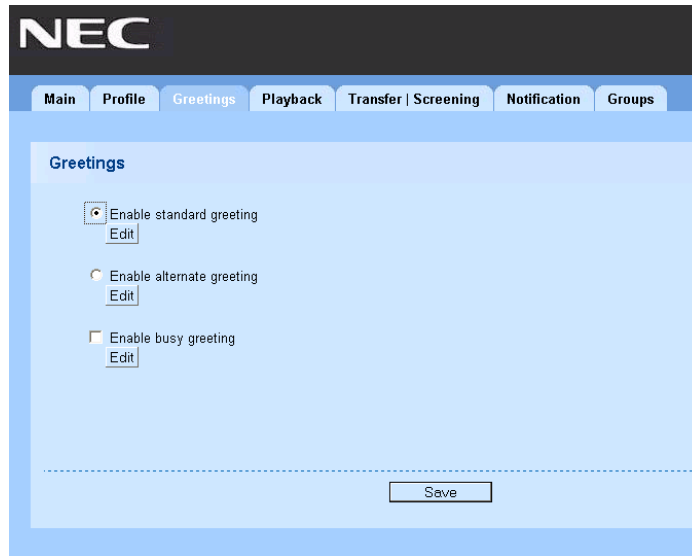 NEC
Main Profile Greetings Playback Transfer | Screening Notification Groups
Greetings
Enable standard greeting
Edit
Enable alternate greeting
Edit
Enable busy greeting
Edit
Save